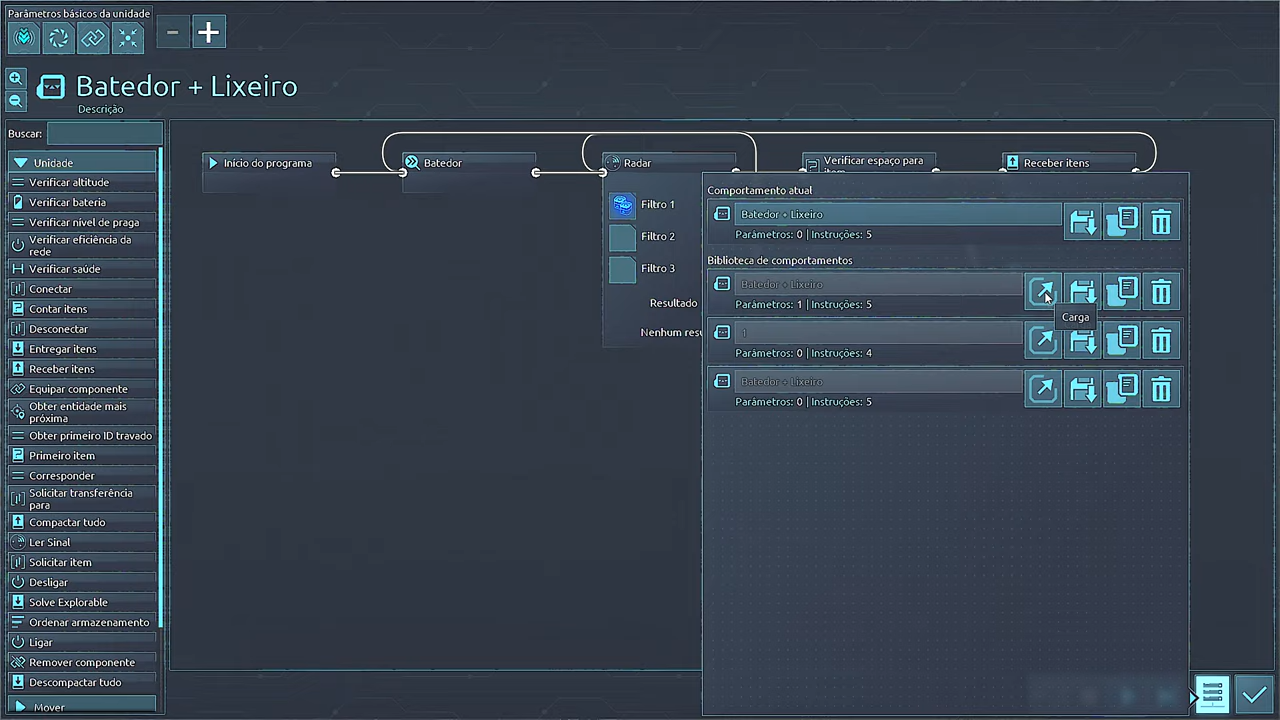 Parâmetros básicos da unidade
Batedor + Lixeiro
Descrição
Buscar:
Unidade
Verificar altitude
Verificar bateria
Verificar nível de praga
Verificar eficiência da
rede
Verificar saúde
Conectar
Contar itens
Desconectar
Entregar itens
Receber itens
Equipar componente
Obter entidade mais
próxima
Obter primeiro ID travado
Primeiro item
Corresponder
Solicitar transferência
para
Compactar tudo
Ler Sinal
Solicitar item
Desligar
Solve Explorable
Ordenar armazenamento
Ligar
Remover componente
Descompactar tudo
Mover
Início do programa
Batedor
Radar
Verificar espaço para
item
Receber itens
Filtro 1
Filtro 2
Filtro 3
Resultado
Nenhum resu
Comportamento atual
Batedor + Lixeiro
Parâmetros: 0 | Instruções: 5
Biblioteca de comportamentos
Batedor + Lixeiro
Parâmetros: 1 | Instruções: 5
Carga
1
Parâmetros: 0 | Instruções: 4
Batedor + Lixeiro
Parâmetros: 0 | Instruções: 5